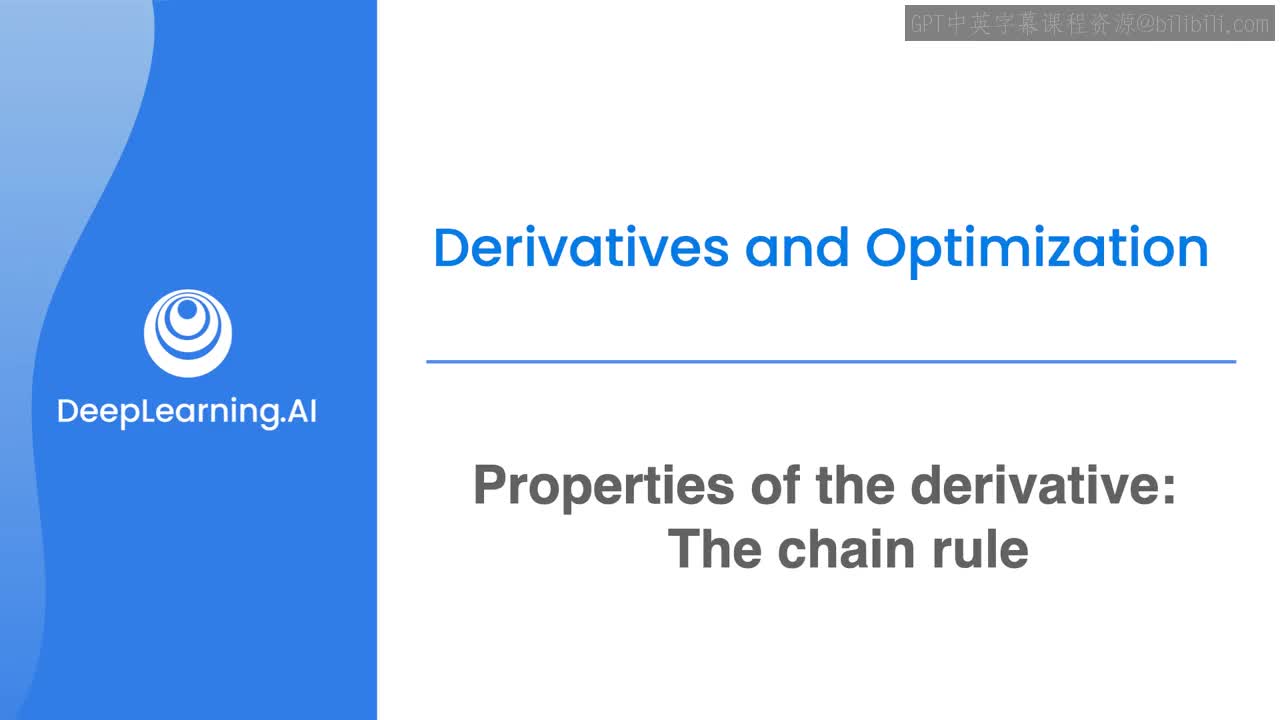 GPT中英字幕课程资源@bilibili.com
Derivatives and Optimization
DeepLearning.AI
Properties of the derivative:
The chain rule